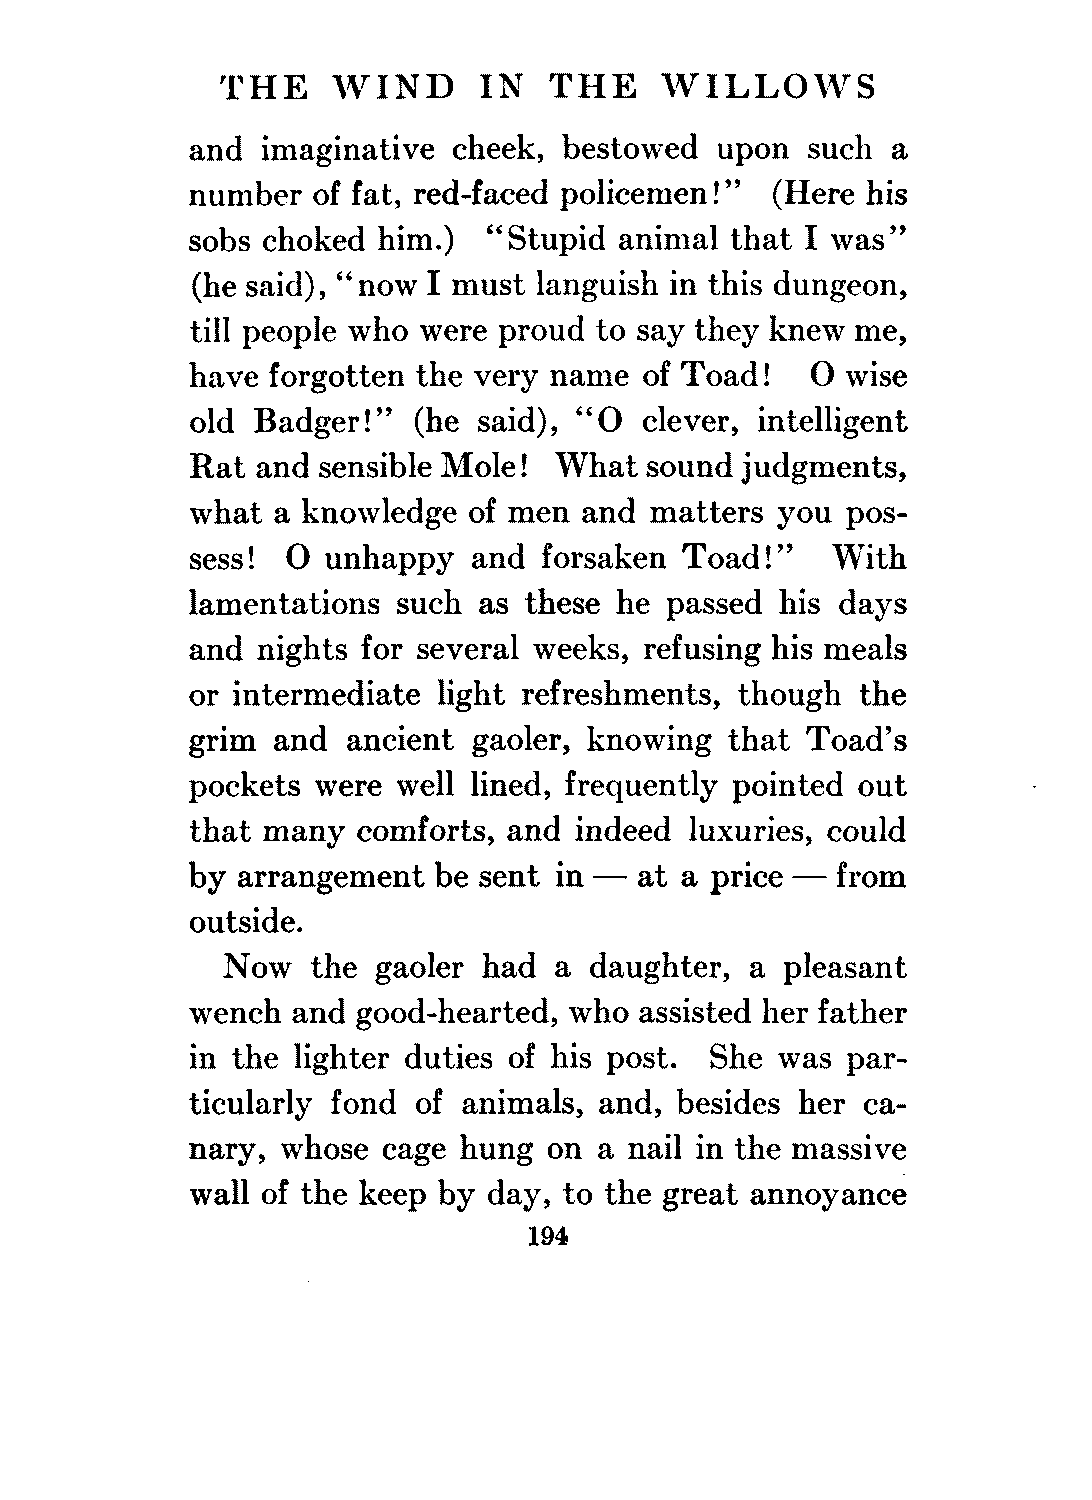 THE WIND IN THE WILLOWS
and imaginative cheek, bestowed upon such a
number of fat, red-faced policemen!” (Here his
sobs choked him.) “Stupid animal that I was”
(he said), “now I must languish in this dungeon,
till people who were proud to say they knew me,
have forgotten the very name of Toad! O wise
old Badger!” (he said), “O clever, intelligent
Rat and sensible Mole! What sound judgments,
what a knowledge of men and matters you pos-
sess! O unhappy and forsaken Toad!” With
lamentations such as these he passed his days
and nights for several weeks, refusing his meals
or intermediate light refreshments, though the
grim and ancient gaoler, knowing that Toad’s
pockets were well lined, frequently pointed out
that many comforts, and indeed luxuries, could
by arrangement be sent in — at a price — from
outside.
Now the gaoler had a daughter, a pleasant
wench and good-hearted, who assisted her father
in the lighter duties of his post. She was par-
ticularly fond of animals, and, besides her ca-
nary, whose cage hung on a nail in the massive
wall of the keep by day, to the great annoyance
194